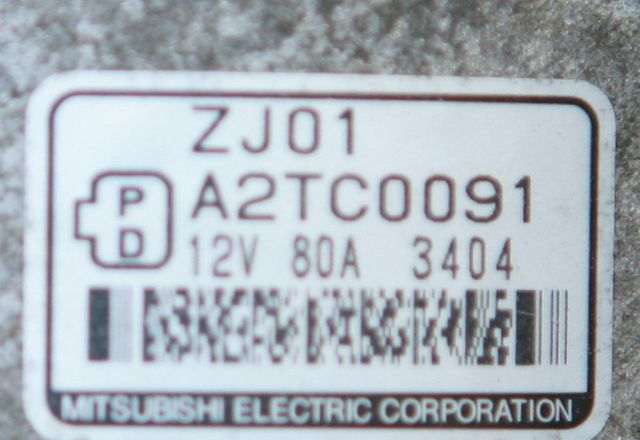 ZJ01
P
D
A2TC0091
12V 80A 3404
MITSUBISHI ELECTRIC CORPORATION